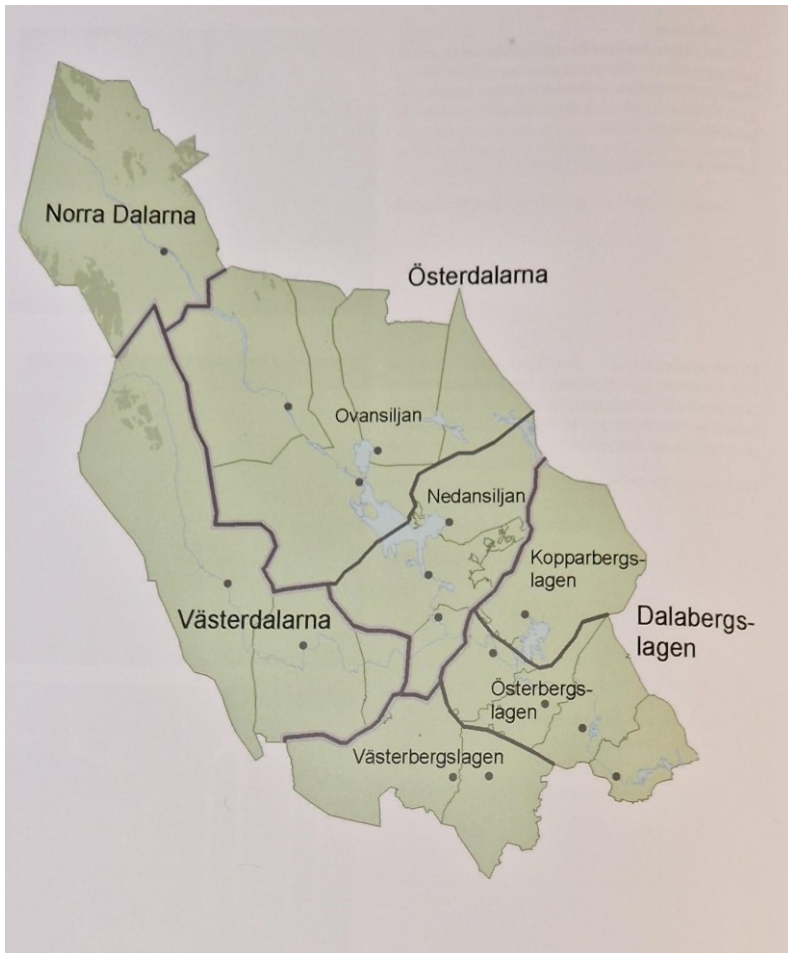 Norra Dalarna
Österdalarna
Ovansiljan
Nedansiljan
Kopparbergs-
lagen
Västerdalarna
Dalabergs-
lagen
Österbergs-
lagen
Västerbergslagen